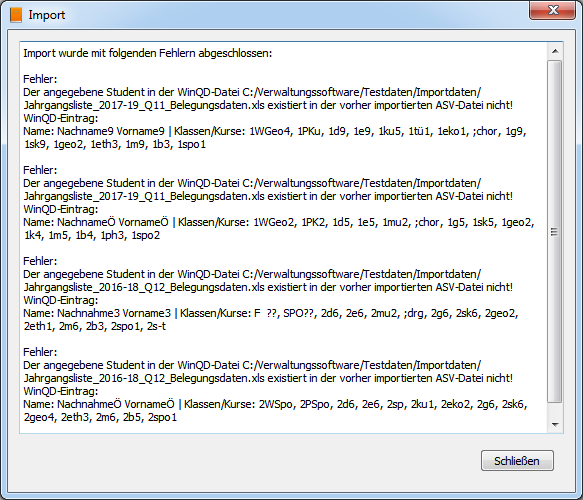 Import
Import wurde mit folgenden Fehlern abgeschlossen:
Fehler:
Der angegebene Student in der WinQD-Datei C:/Verwaltungssoftware/Testdaten/Importdaten/
Jahrgangsliste_2017-19_Q11_Belegungsdaten.xls existiert in der vorher importierten ASV-Datei nicht!
WinQD-Eintrag:
Name: Nachname9 Vorname9 | Klassen/Kurse: 1WGeo4, 1PKu, 1d9, 1e9, 1ku5, 1tü1, 1eko1, ;chor, 1g9,
1sk9, 1geo2, 1eth3, 1m9, 1b3, 1spo1
Fehler:
Der angegebene Student in der WinQD-Datei C:/Verwaltungssoftware/Testdaten/Importdaten/
Jahrgangsliste_2017-19_Q11_Belegungsdaten.xls existiert in der vorher importierten ASV-Datei nicht!
WinQD-Eintrag:
Name: NachnameÖ VornameÖ | Klassen/Kurse: 1WGeo2, 1PK2, 1d5, 1e5, 1mu2, ;chor, 1g5, 1sk5, 1geo2,
1k4, 1m5, 1b4, 1ph3, 1spo2
Fehler:
Der angegebene Student in der WinQD-Datei C:/Verwaltungssoftware/Testdaten/Importdaten/
Jahrgangsliste_2016-18_Q12_Belegungsdaten.xls existiert in der vorher importierten ASV-Datei nicht!
WinQD-Eintrag:
Name: Nachnahme3 Vorname3 | Klassen/Kurse: F  ??, SPO??, 2d6, 2e6, 2mu2, ;drg, 2g6, 2sk6, 2geo2,
2eth1, 2m6, 2b3, 2spo1, 2s-t
Fehler:
Der angegebene Student in der WinQD-Datei C:/Verwaltungssoftware/Testdaten/Importdaten/
Jahrgangsliste_2016-18_Q12_Belegungsdaten.xls existiert in der vorher importierten ASV-Datei nicht!
WinQD-Eintrag:
Name: NachnahmeÖ VornameÖ | Klassen/Kurse: 2WSpo, 2PSpo, 2d6, 2e6, 2sp, 2ku1, 2eko2, 2g6, 2sk6,
2geo4, 2eth3, 2m6, 2b5, 2spo1
Schließen